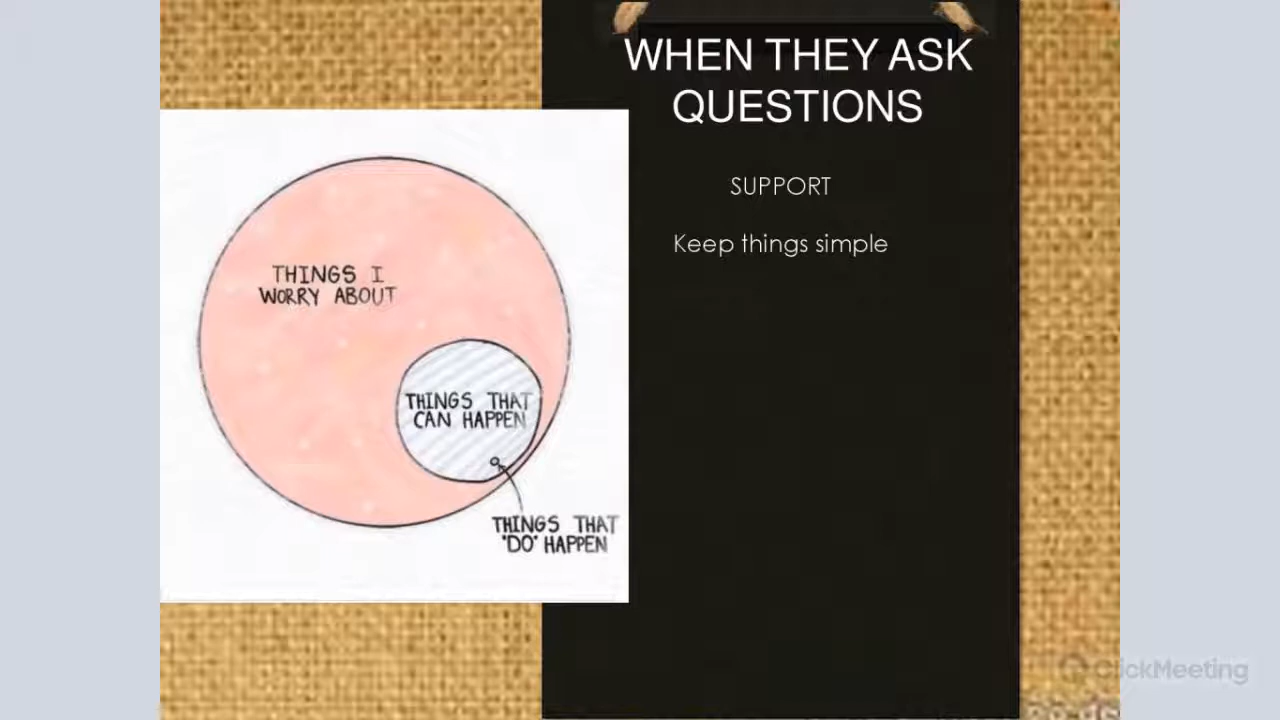 WHEN THEY ASK
QUESTIONS
SUPPORT
Keep things simple
THINGS I
WORRY ABOUT
THINGS THAT
CAN HAPPEN
THINGS THAT
"DO" HAPPEN
ClickMeeting